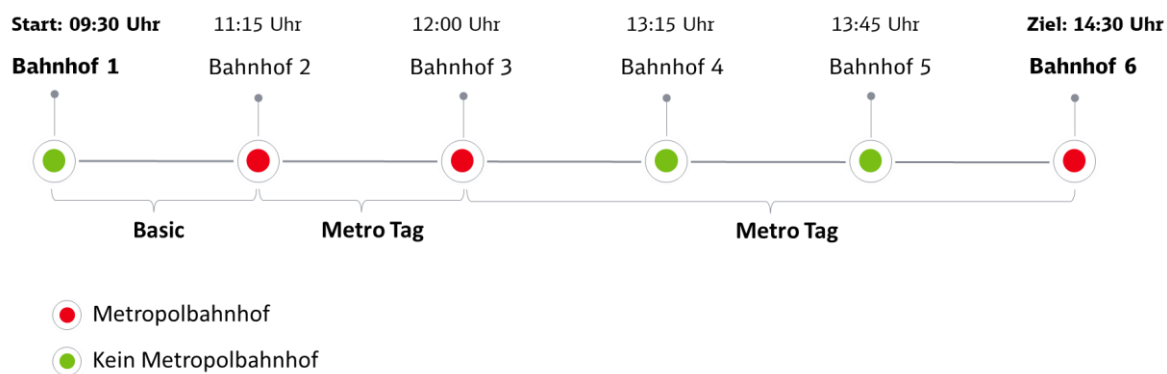 Start: 09:30 Uhr 11:15 Uhr 12:00 Uhr 13:15 Uhr 13:45 Uhr Ziel: 14:30 Uhr
Bahnhof 1 Bahnhof 2 Bahnhof 3 Bahnhof 4 Bahnhof 5 Bahnhof 6
Basic Metro Tag Metro Tag
Metropolbahnhof
Kein Metropolbahnhof